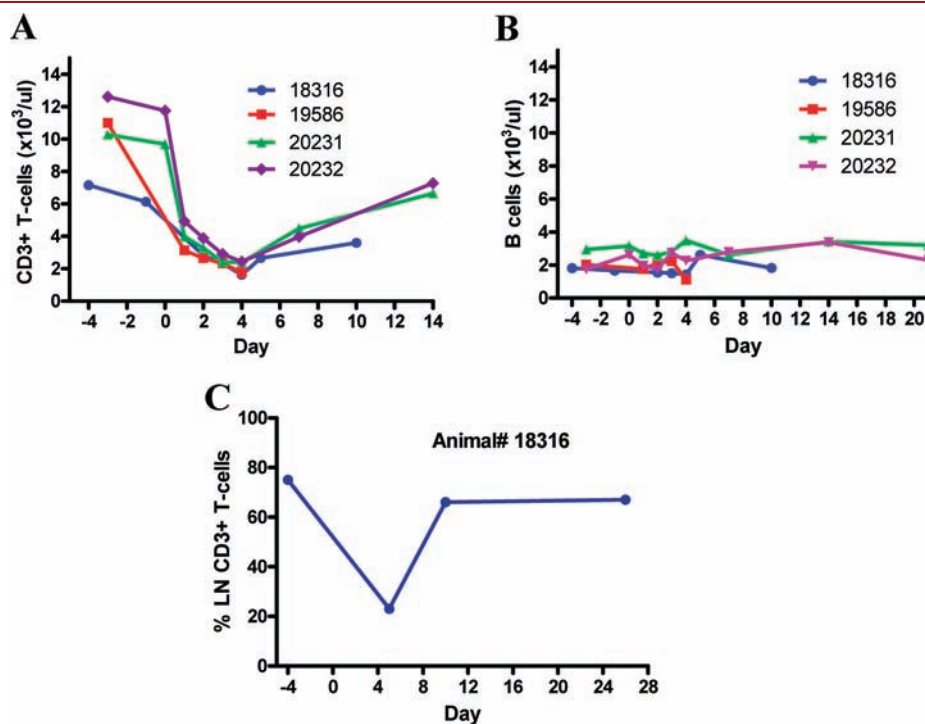 A
CD3+ T-cells (x10³/ul)
14
12
10
8
6
4
2
0
-4 -2 0 2 4 6 8 10 12 14
Day
18316
19586
20231
20232
B
B cells (x10³/ul)
14
12
10
8
6
4
2
0
-4 -2 0 2 4 6 8 10 12 14 16 18 20
Day
18316
19586
20231
20232
C
Animal# 18316
% LN CD3+ T-cells
100
80
60
40
20
0
-4 0 4 8 12 16 20 24 28
Day